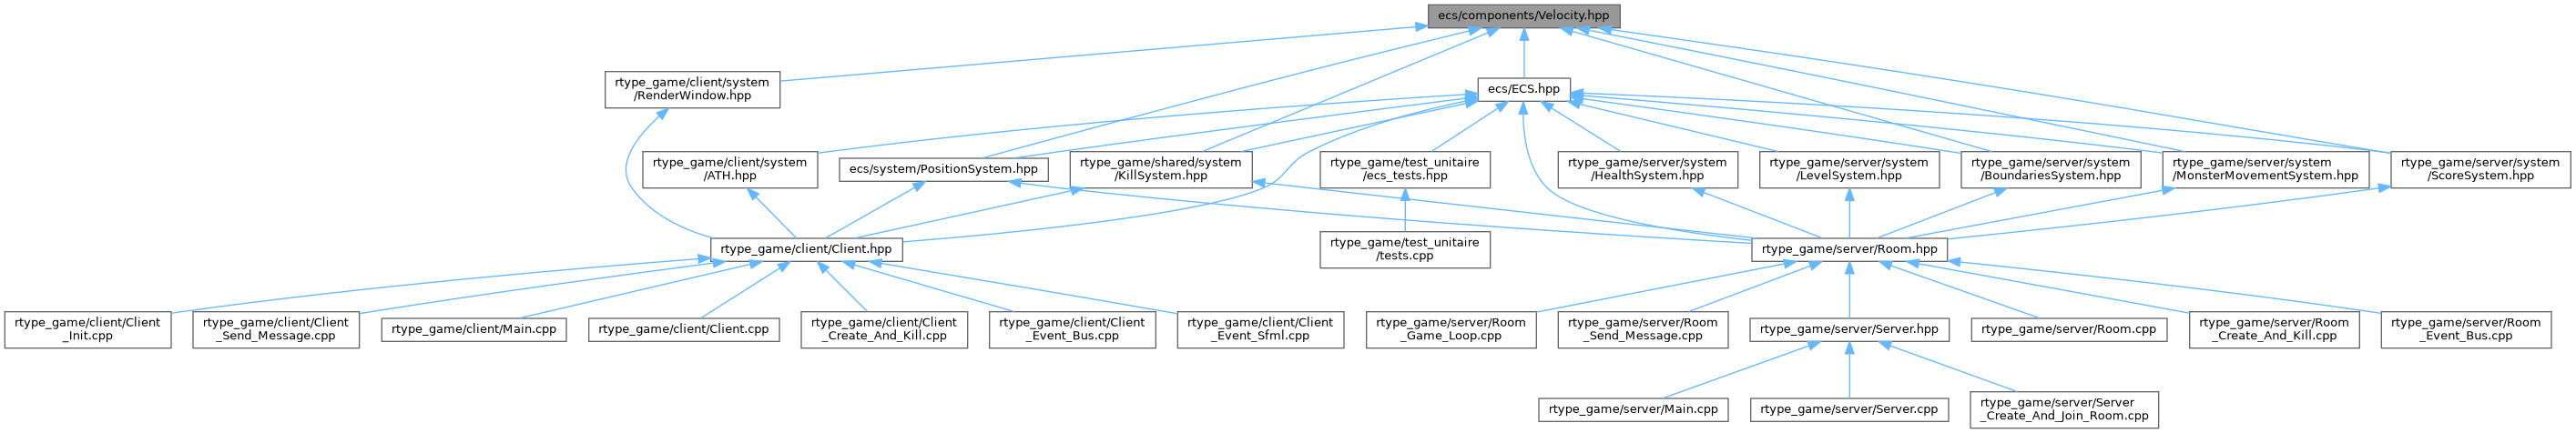 ecs/components/Velocity.hpp
rtype_game/client/system
/RenderWindow.hpp
ecs/ECS.hpp
rtype_game/client/system
/ATH.hpp
ecs/system/PositionSystem.hpp
rtype_game/shared/system
/KillSystem.hpp
rtype_game/test_unitaire
/ecs_tests.hpp
rtype_game/server/system
/HealthSystem.hpp
rtype_game/server/system
/LevelSystem.hpp
rtype_game/server/system
/BoundariesSystem.hpp
rtype_game/server/system
/MonsterMovementSystem.hpp
rtype_game/server/system
/ScoreSystem.hpp
rtype_game/client/Client.hpp
rtype_game/test_unitaire
/tests.cpp
rtype_game/server/Room.hpp
rtype_game/client/Client
_Init.cpp
rtype_game/client/Client
_Send_Message.cpp
rtype_game/client/Main.cpp
rtype_game/client/Client.cpp
rtype_game/client/Client
_Create_And_Kill.cpp
rtype_game/client/Client
_Event_Bus.cpp
rtype_game/client/Client
_Event_Sfml.cpp
rtype_game/server/Room
_Game_Loop.cpp
rtype_game/server/Room
_Send_Message.cpp
rtype_game/server/Server.hpp
rtype_game/server/Room.cpp
rtype_game/server/Room
_Create_And_Kill.cpp
rtype_game/server/Room
_Event_Bus.cpp
rtype_game/server/Main.cpp
rtype_game/server/Server.cpp
rtype_game/server/Server
_Create_And_Join_Room.cpp